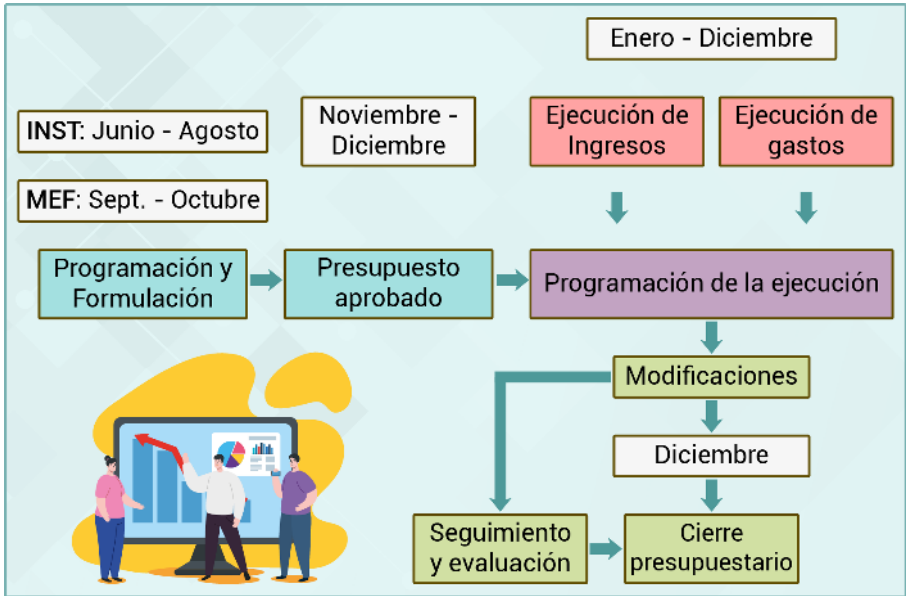 Enero - Diciembre
INST: Junio - Agosto
MEF: Sept. - Octubre
Noviembre -
Diciembre
Ejecución de
Ingresos
Ejecución de
gastos
Programación y
Formulación
Presupuesto
aprobado
Programación de la ejecución
Modificaciones
Diciembre
Seguimiento
y evaluación
Cierre
presupuestario